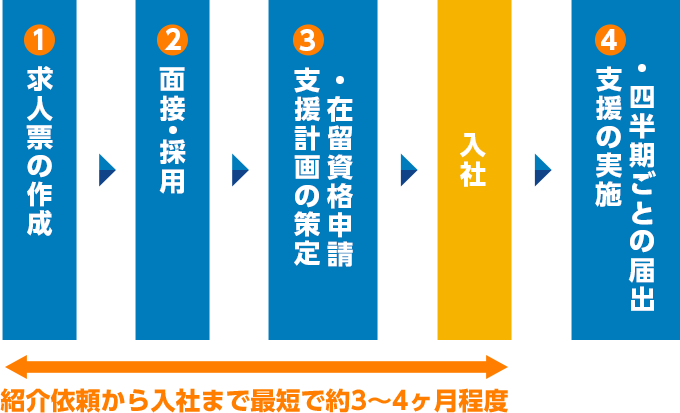 1
求人票の作成
2
面接・採用
3
支援計画の策定
・在留資格申請
入社
4
支援の実施
・四半期ごとの届出
紹介依頼から入社まで最短で約3〜4ヶ月程度